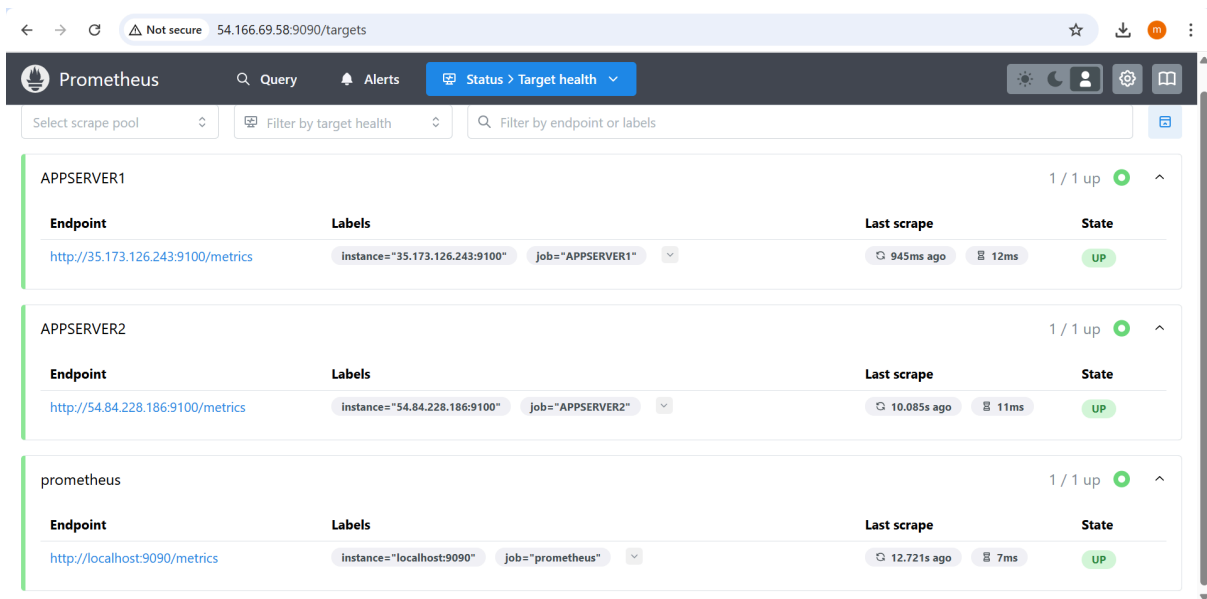 Not secure 54.166.69.58:9090/targets m
Prometheus Query Alerts Status > Target health
Select scrape pool Filter by target health Filter by endpoint or labels
APPSERVER1 1 / 1 up
Endpoint Labels Last scrape State
http://35.173.126.243:9100/metrics instance="35.173.126.243:9100" job="APPSERVER1" 945ms ago 12ms UP
APPSERVER2 1 / 1 up
Endpoint Labels Last scrape State
http://54.84.228.186:9100/metrics instance="54.84.228.186:9100" job="APPSERVER2" 10.085s ago 11ms UP
prometheus 1 / 1 up
Endpoint Labels Last scrape State
http://localhost:9090/metrics instance="localhost:9090" job="prometheus" 12.721s ago 7ms UP